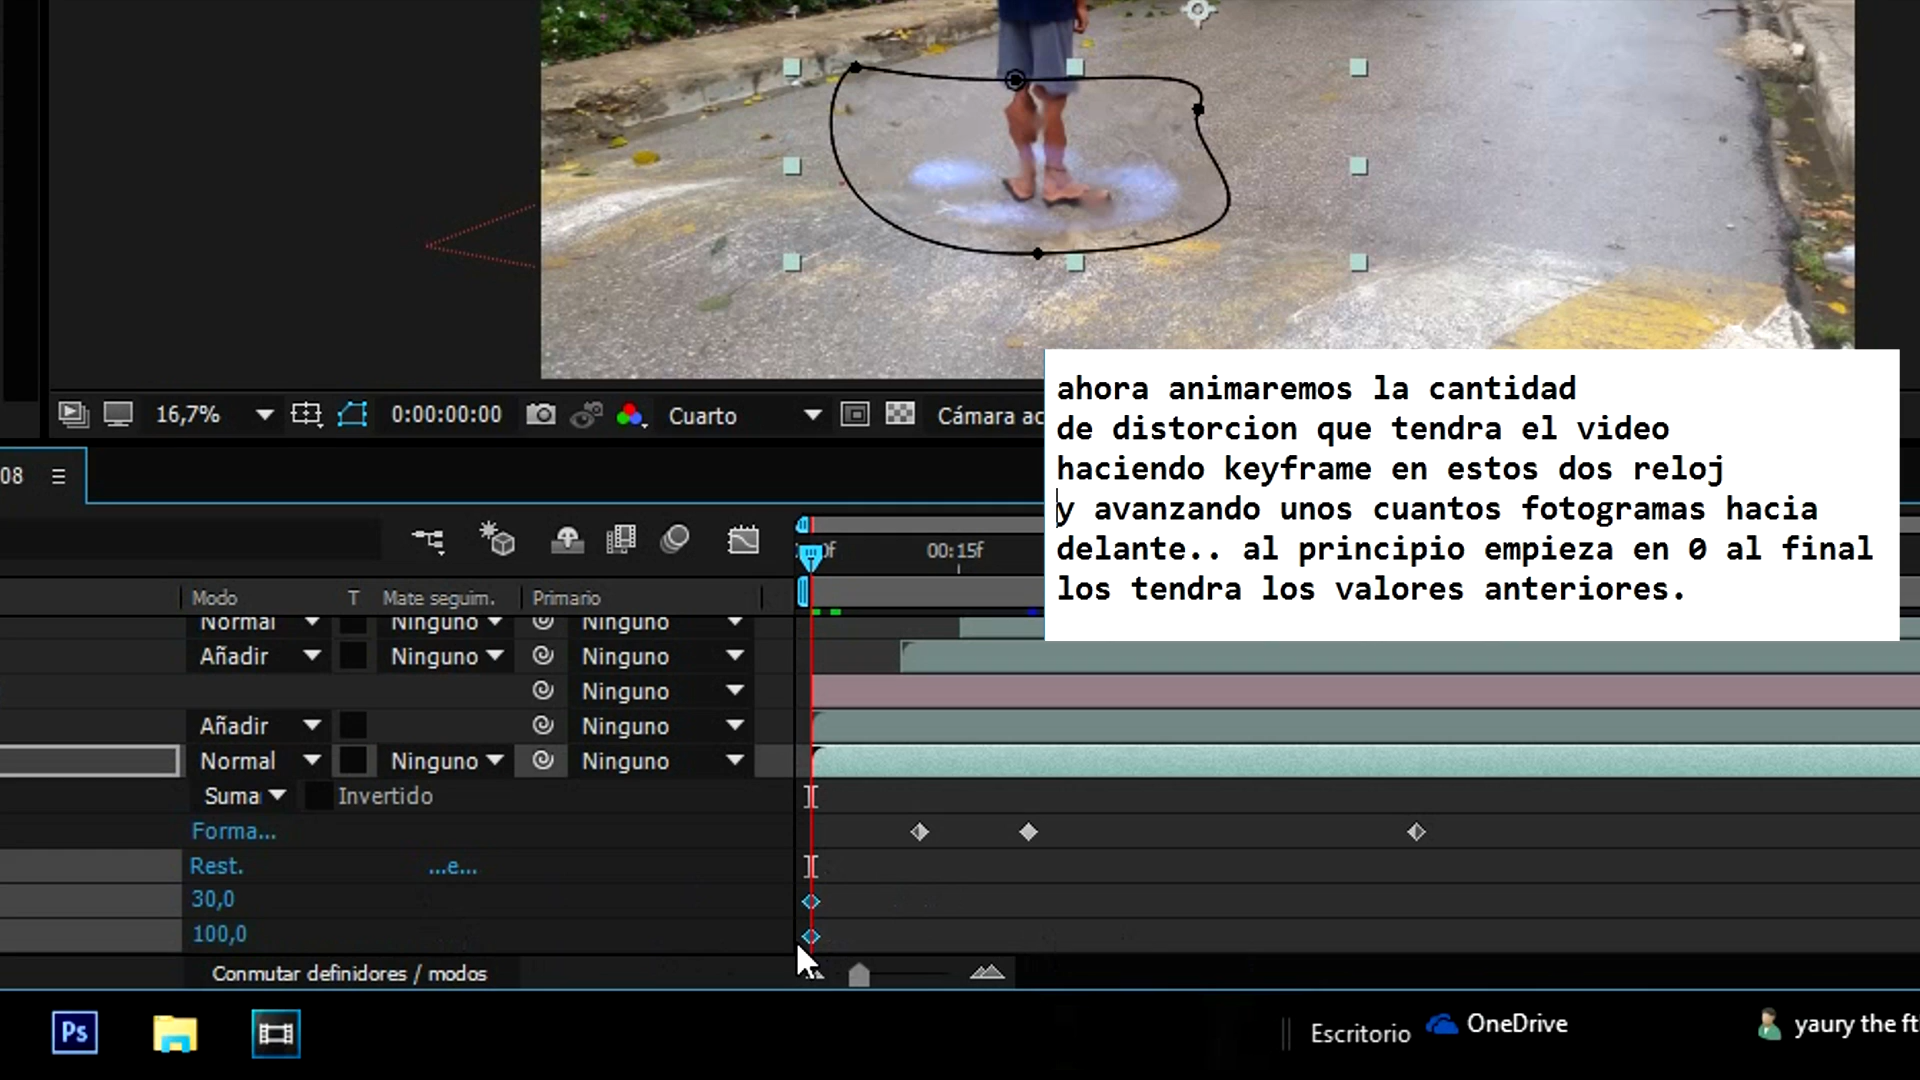 ahora animaremos la cantidad
de distorcion que tendra el video
haciendo keyframe en estos dos reloj
y avanzando unos cuantos fotogramas hacia
delante.. al principio empieza en 0 al final
los tendra los valores anteriores.
16,7%
0:00:00:00
Cuarto
Cámara ac
08
00:15f
Modo T Mate seguim. Primario
Normal Ninguno Ninguno
Añadir Ninguno Ninguno
Ninguno
Añadir Ninguno
Normal Ninguno Ninguno
Suma Invertido
Forma...
Rest. ...e...
30,0
100,0
Conmutar definidores / modos
Ps
Escritorio
OneDrive
yaury the ft